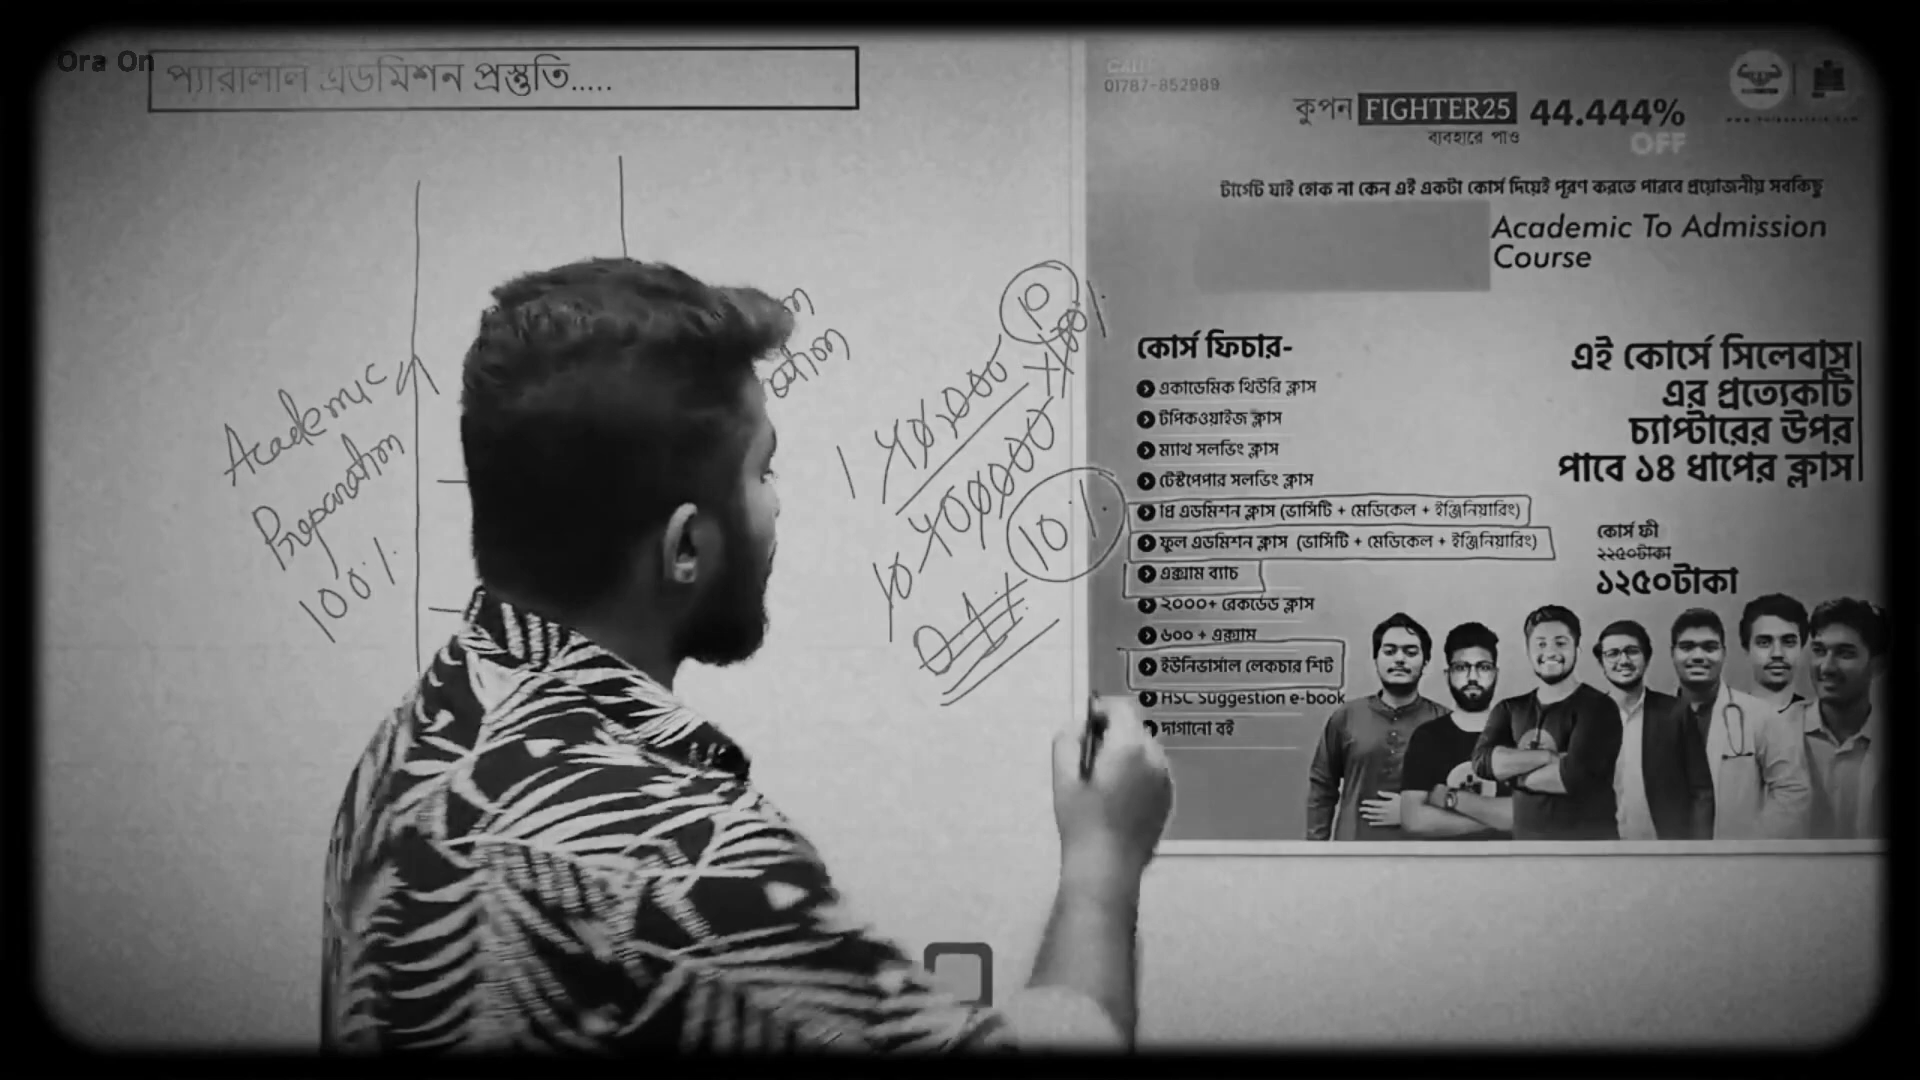 Ora On
প্যারালাল এডমিশন প্রস্তুতি.....
Academic
Preparation
100%
10
x100%
10%
01787-852989
কুপন FIGHTER25 44.444%
ব্যবহারে পাও OFF
টার্গেট যাই হোক না কেন এই একটা কোর্স দিয়েই পূরণ করতে পারবে প্রয়োজনীয় সবকিছু
Academic To Admission
Course
কোর্স ফিচার-
একাডেমিক থিউরি ক্লাস
টপিকওয়াইজ ক্লাস
ম্যাথ সলভিং ক্লাস
টেস্টপেপার সলভিং ক্লাস
প্রি এডমিশন ক্লাস (ভার্সিটি + মেডিকেল + ইঞ্জিনিয়ারিং)
ফুল এডমিশন ক্লাস (ভার্সিটি + মেডিকেল + ইঞ্জিনিয়ারিং)
এক্সাম ব্যাচ
২০০০+ রেকর্ডেড ক্লাস
৬০০ + এক্সাম
ইউনিভার্সাল লেকচার শিট
HSC Suggestion e-book
দাগানো বই
এই কোর্সে সিলেবাস
এর প্রত্যেকটি
চ্যাপ্টারের উপর
পাবে ১৪ ধাপের ক্লাস
কোর্স ফী
২২৫০টাকা
১২৫০টাকা